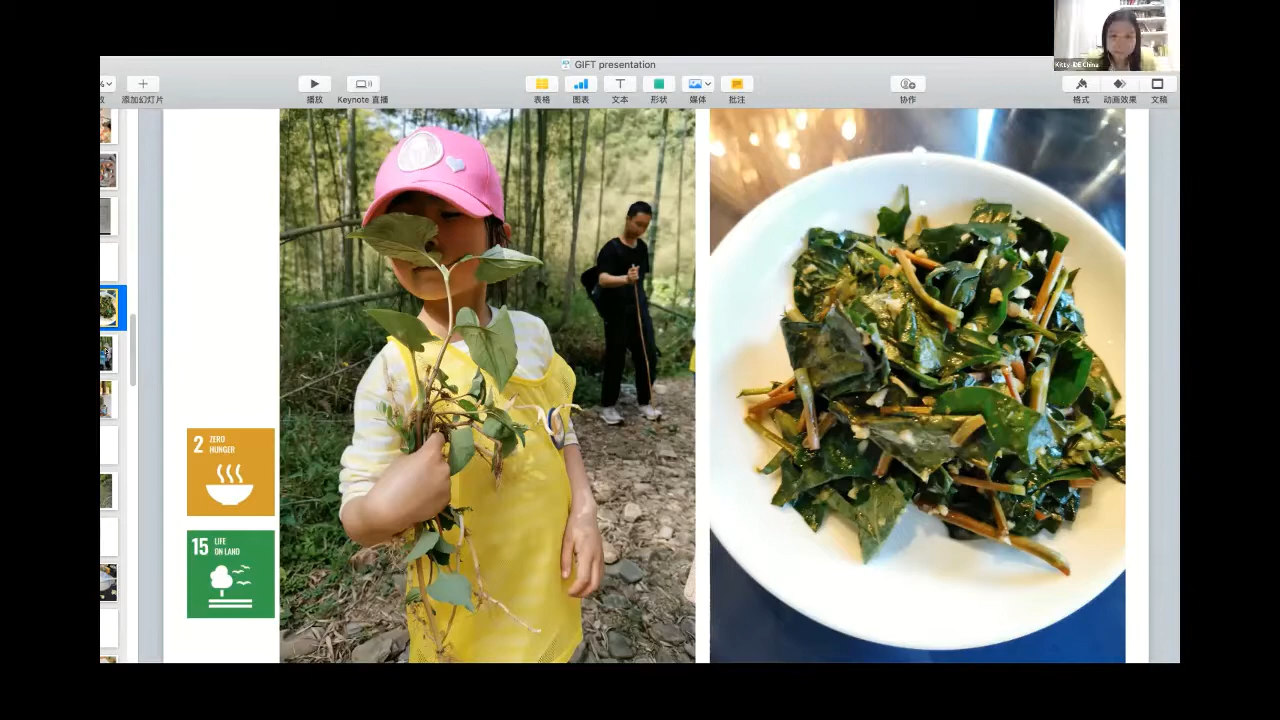 GIFT presentation
添加幻灯片
播放
Keynote 直播
表格
图表
文本
形状
媒体
批注
协作
格式
动画效果
文稿
2 ZERO
HUNGER
15 LIFE
ON LAND